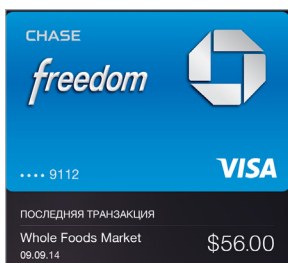 CHASE
freedom
•••• 9112
VISA
ПОСЛЕДНЯЯ ТРАНЗАКЦИЯ
Whole Foods Market
$56.00
09.09.14